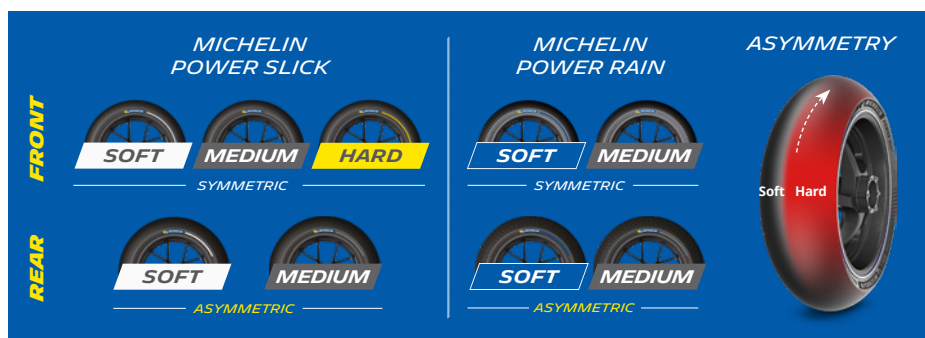 MICHELIN
POWER SLICK
MICHELIN
POWER RAIN
ASYMMETRY
FRONT
SOFT
MEDIUM
HARD
SYMMETRIC
SOFT
MEDIUM
SYMMETRIC
Soft Hard
REAR
SOFT
MEDIUM
ASYMMETRIC
SOFT
MEDIUM
ASYMMETRIC